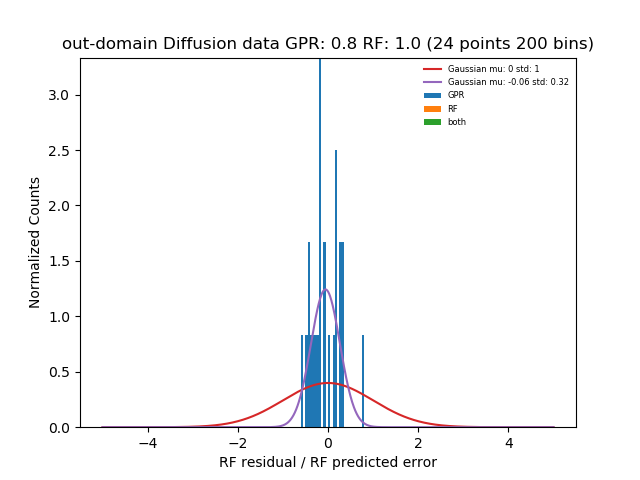 out-domain Diffusion data GPR: 0.8 RF: 1.0 (24 points 200 bins)
Gaussian mu: 0 std: 1
Gaussian mu: -0.06 std: 0.32
GPR
RF
both
3.0
2.5
2.0
1.5
1.0
0.5
0.0
Normalized Counts
−4
−2
0
2
4
RF residual / RF predicted error